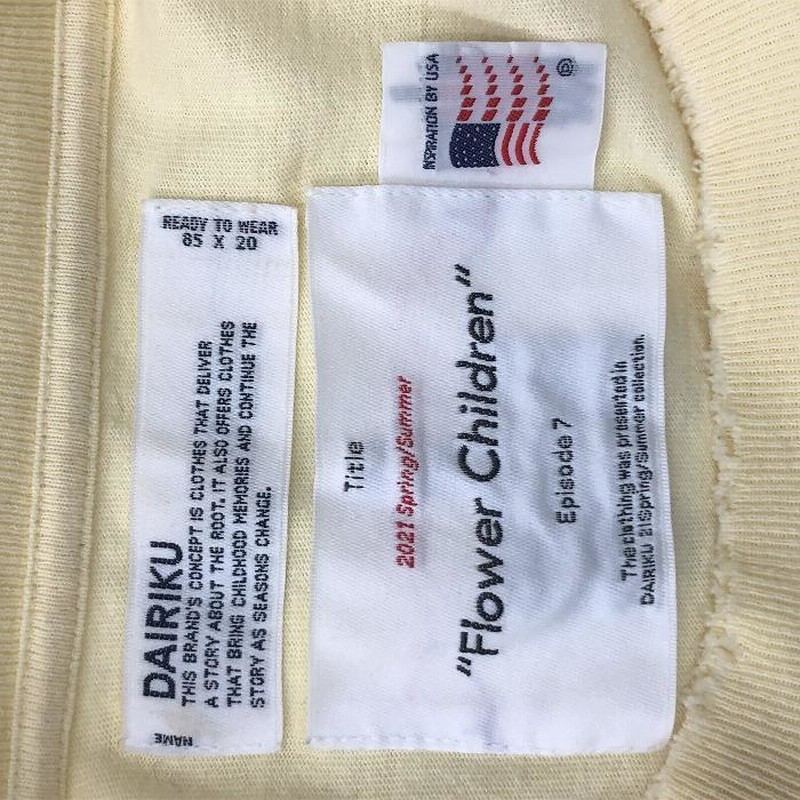 INSPIRATION BY USA
®
READY TO WEAR
85 X 20
DAIRIKU
THIS BRAND'S CONCEPT IS CLOTHES THAT DELIVER
A STORY ABOUT THE ROOT. IT ALSO OFFERS CLOTHES
THAT BRING CHILDHOOD MEMORIES AND CONTINUE THE
STORY AS SEASONS CHANGE.
NAME
Title
2021 Spring/Summer
"Flower Children"
Episode 7
The clothing was presented in
DAIRIKU 21Spring/Summer collection.